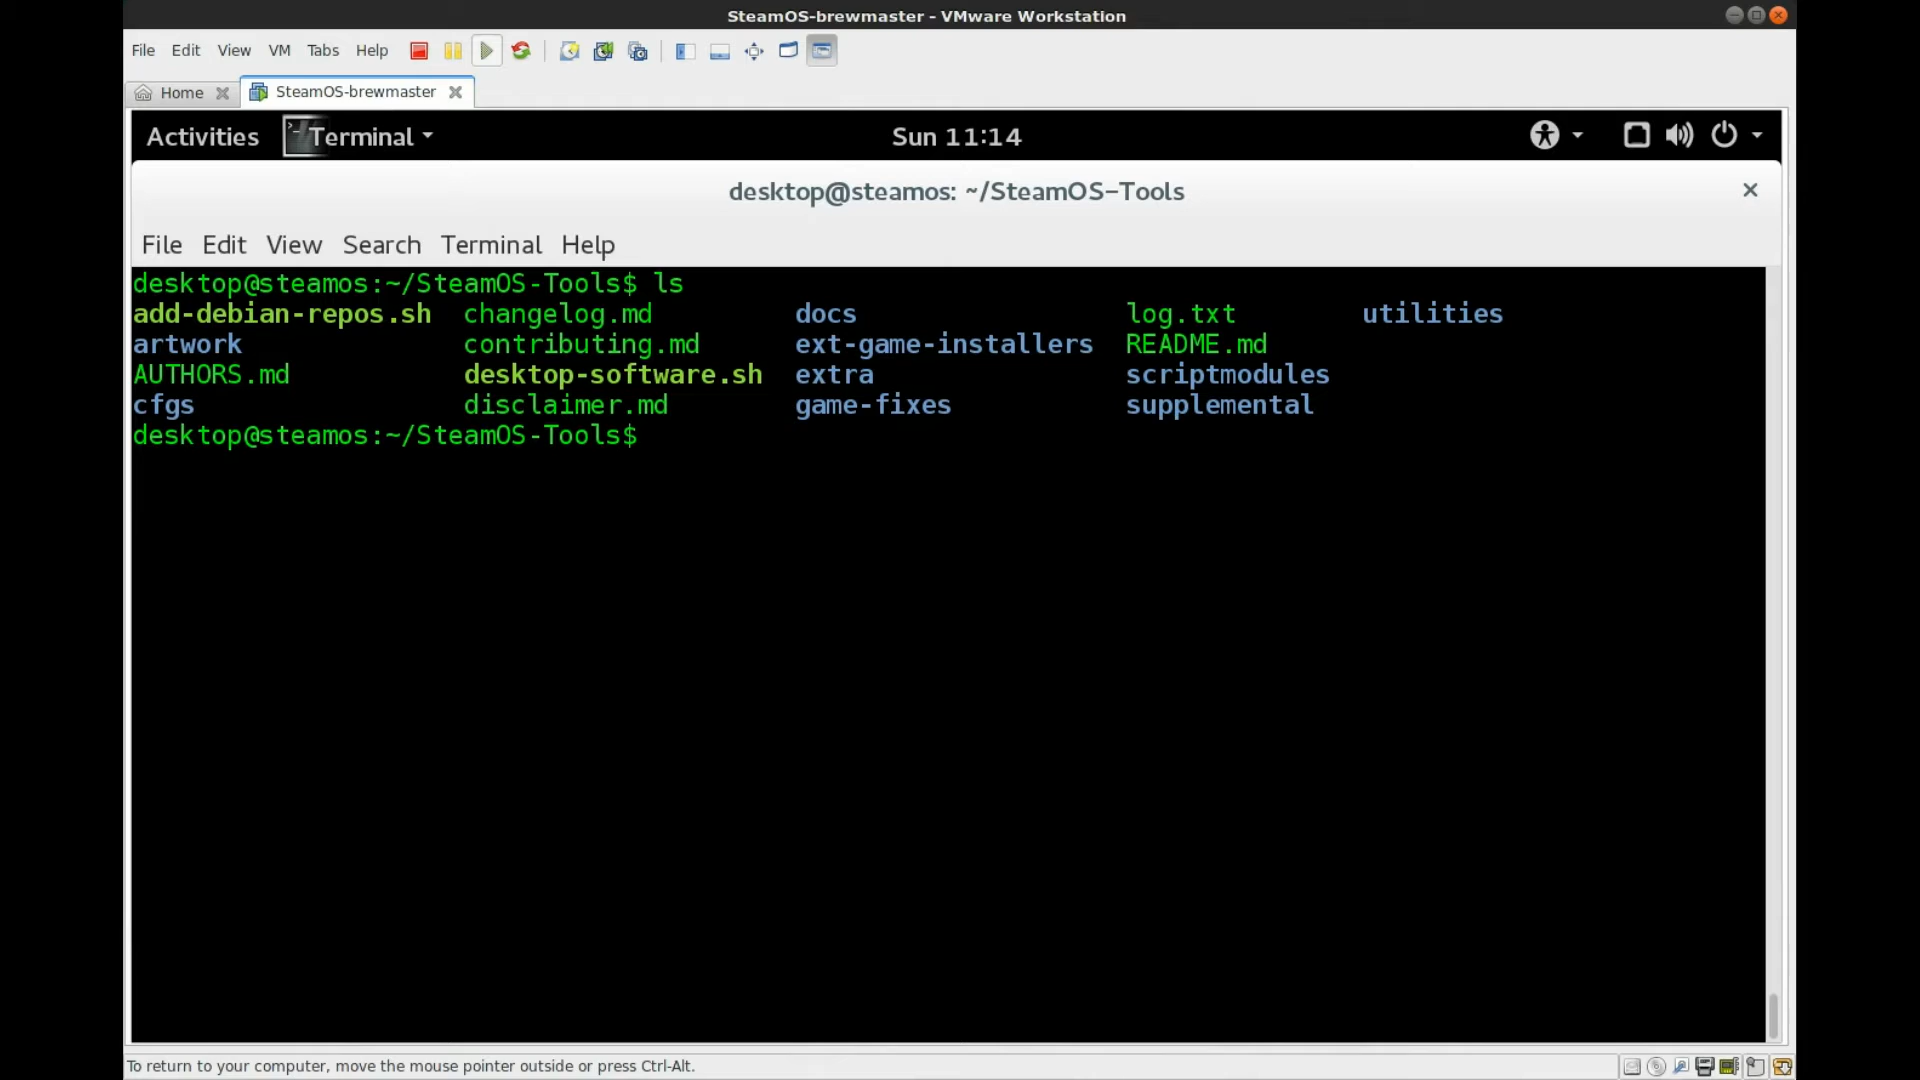 SteamOS-brewmaster - VMware Workstation
File Edit View VM Tabs Help
Home SteamOS-brewmaster
Activities Terminal Sun 11:14
desktop@steamos: ~/SteamOS-Tools
File Edit View Search Terminal Help
desktop@steamos:~/SteamOS-Tools$ ls
add-debian-repos.sh changelog.md docs log.txt utilities
artwork contributing.md ext-game-installers README.md
AUTHORS.md desktop-software.sh extra scriptmodules
cfgs disclaimer.md game-fixes supplemental
desktop@steamos:~/SteamOS-Tools$
To return to your computer, move the mouse pointer outside or press Ctrl-Alt.